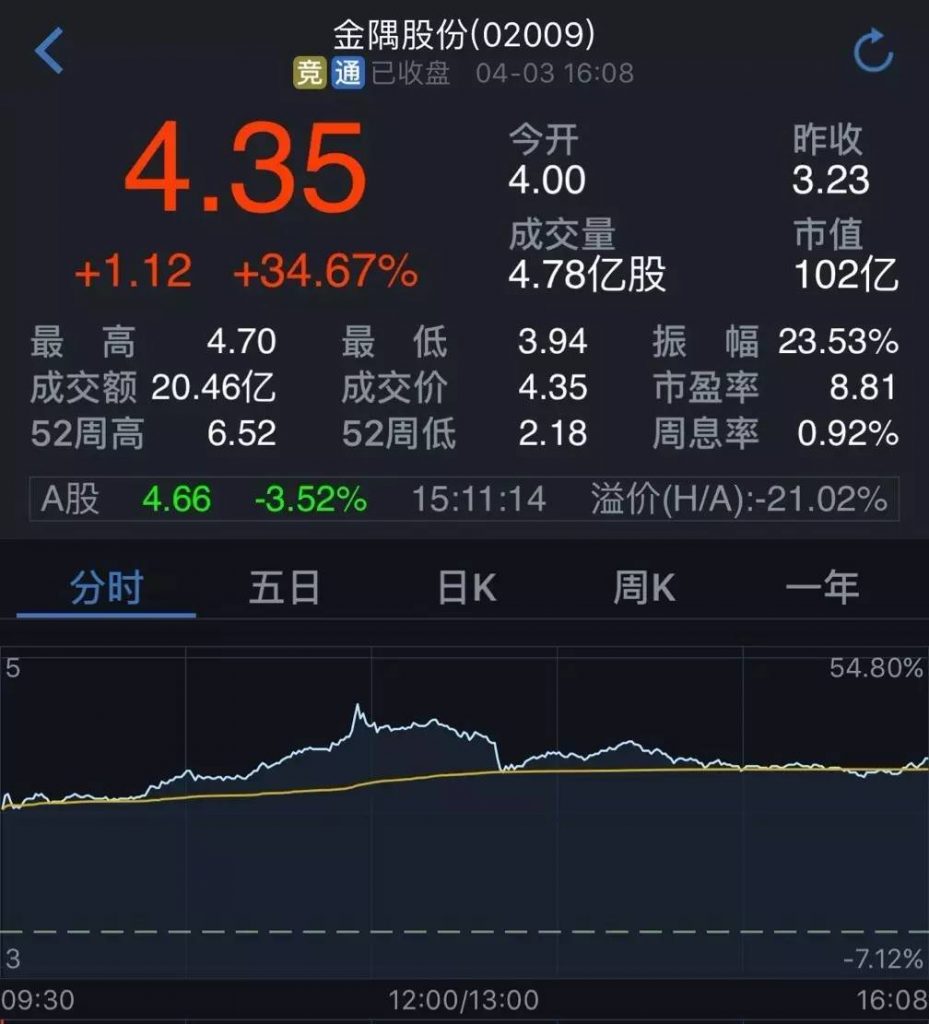 金隅股份(02009)
竞 通 已收盘 04-03 16:08
4.35
+1.12 +34.67%
今开 昨收
4.00 3.23
成交量 市值
4.78亿股 102亿
最高 4.70 最低 3.94 振幅 23.53%
成交额 20.46亿 成交价 4.35 市盈率 8.81
52周高 6.52 52周低 2.18 周息率 0.92%
A股 4.66 -3.52% 15:11:14 溢价(H/A):-21.02%
分时 五日 日K 周K 一年
5 54.80%
3 -7.12%
09:30 12:00/13:00 16:08